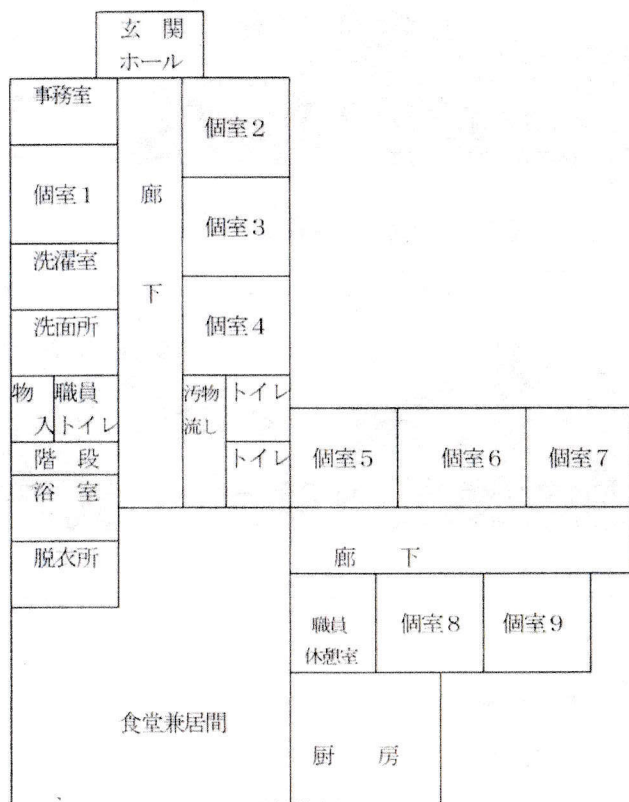 玄 関
ホール
事務室
個室2
個室1
廊
個室3
洗濯室
下
洗面所
個室4
物
入
職員
トイレ
汚物
流し
トイレ
トイレ
階 段
個室5
個室6
個室7
浴 室
脱衣所
廊 下
職員
休憩室
個室8
個室9
食堂兼居間
厨 房